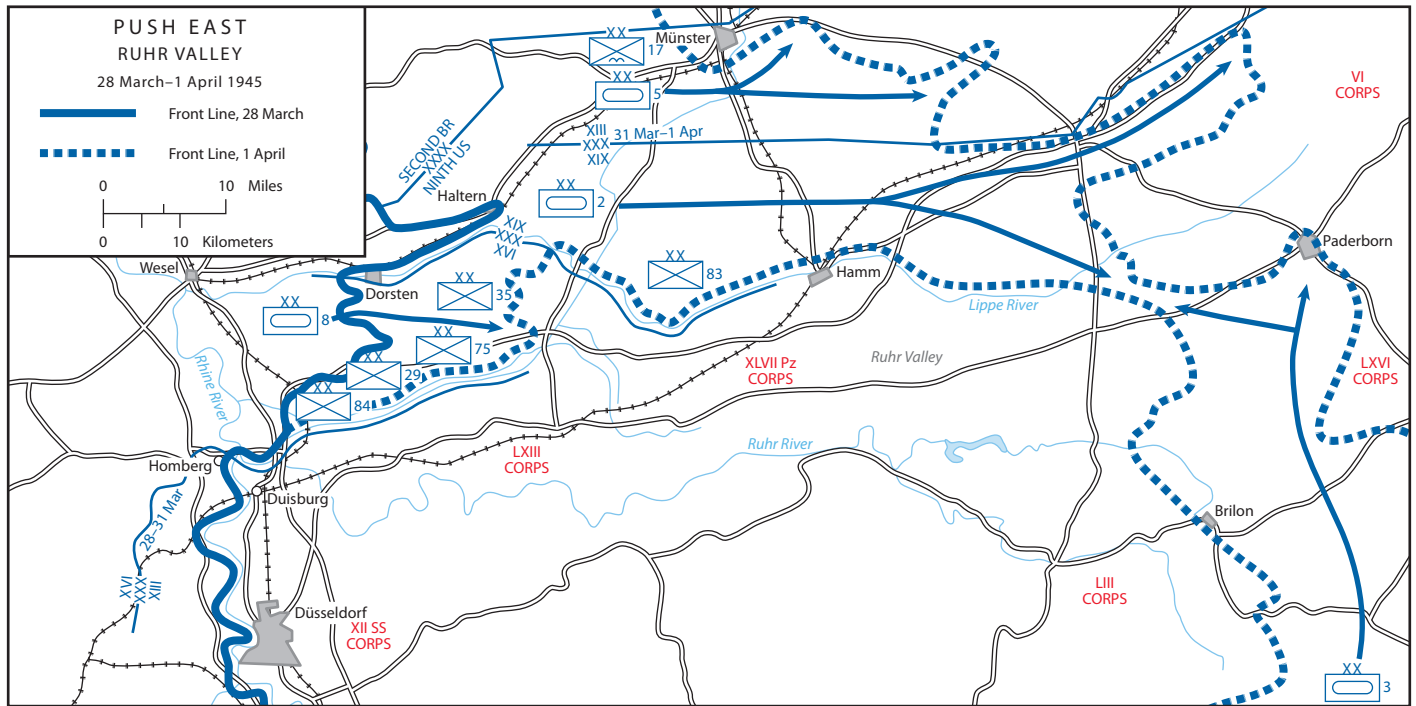 PUSH EAST
RUHR VALLEY
28 March–1 April 1945
Front Line, 28 March
Front Line, 1 April
0 10 Miles
0 10 Kilometers
Münster
XX
17
XX
5
VI
CORPS
SECOND BR
XXXX
NINTH US
XIII
XXX
XIX
31 Mar–1 Apr
Haltern
XX
2
XIX
XXX
XVI
Paderborn
Wesel
Dorsten
XX
35
XX
83
Hamm
Lippe River
XX
8
XX
75
Rhine River
XX
29
XX
84
XLVII Pz
CORPS
Ruhr Valley
LXVI
CORPS
Homberg
LXIII
CORPS
Ruhr River
Duisburg
28–31 Mar
Brilon
XVI
XXX
XIII
LIII
CORPS
Düsseldorf
XII SS
CORPS
XX
3